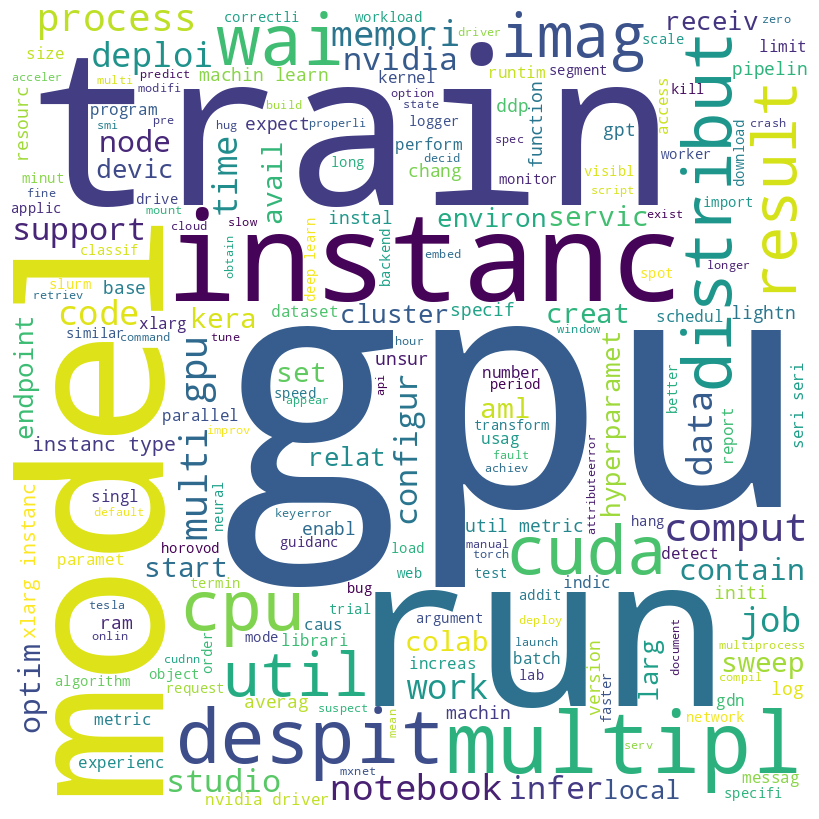 process
correctli
workload
driver
zero
wai
memori
imag
receiv
scale
size
deploi
nvidia
limit
acceler
multi
predict
machin learn
kernel
runtim
segment
pipelin
resourc
modifi
option
access
kill
train
program
build
state
ddp
function
distribut
download
result
smi
pre
hug
expect
properli
logger
gpt
spec
crash
node
time
avail
perform
decid
worker
minut
devic
long
chang
monitor
visibl
fine
drive
script
applic
mount
instal
environ
servic
import
support
cloud
slow
backend
exist
classif
instanc
obtain
deep learn
embed
longer
model
slurm
base
spot
retriev
code
xlarg
kera
dataset
cluster
specif
creat
schedul
lightn
similar
command
tune
hour
window
endpoint
multi gpu
gpu
unsur
api
number
period
hyperparamet
data
better
seri seri
set
speed
appear
configur
aml
parallel
transform
usag
report
instanc type
improv
relat
fault
achiev
attributeerror
singl
neural
keyerror
enabl
util metric
hang
comput
xlarg instanc
default
horovod
guidanc
load
manual
torch
cuda
detect
paramet
start
web
test
indic
contain
optim
termin
bug
run
initi
tesla
cpu
trial
argument
addit
deploy
job
ram
onlin
caus
mode
librari
colab
launch
document
multiprocess
cudnn
order
util
increas
batch
lab
larg
sweep
compil
algorithm
object
request
suspect
work
version
faster
gdn
log
metric
averag
machin
network
despit
mean
multipl
serv
experienc
studio
mxnet
messag
nvidia driver
notebook
infer
local
specifi